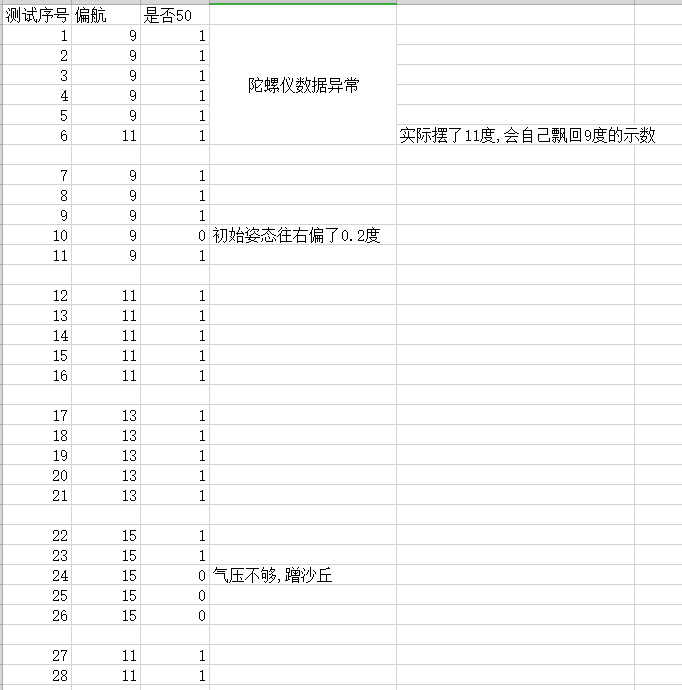 测试序号 偏航 是否50
1 9 1
2 9 1
3 9 1
陀螺仪数据异常
4 9 1
5 9 1
6 11 1 实际摆了11度,会自己飘回9度的示数
7 9 1
8 9 1
9 9 1
10 9 0 初始姿态往右偏了0.2度
11 9 1
12 11 1
13 11 1
14 11 1
15 11 1
16 11 1
17 13 1
18 13 1
19 13 1
20 13 1
21 13 1
22 15 1
23 15 1
24 15 0 气压不够,蹭沙丘
25 15 0
26 15 0
27 11 1
28 11 1